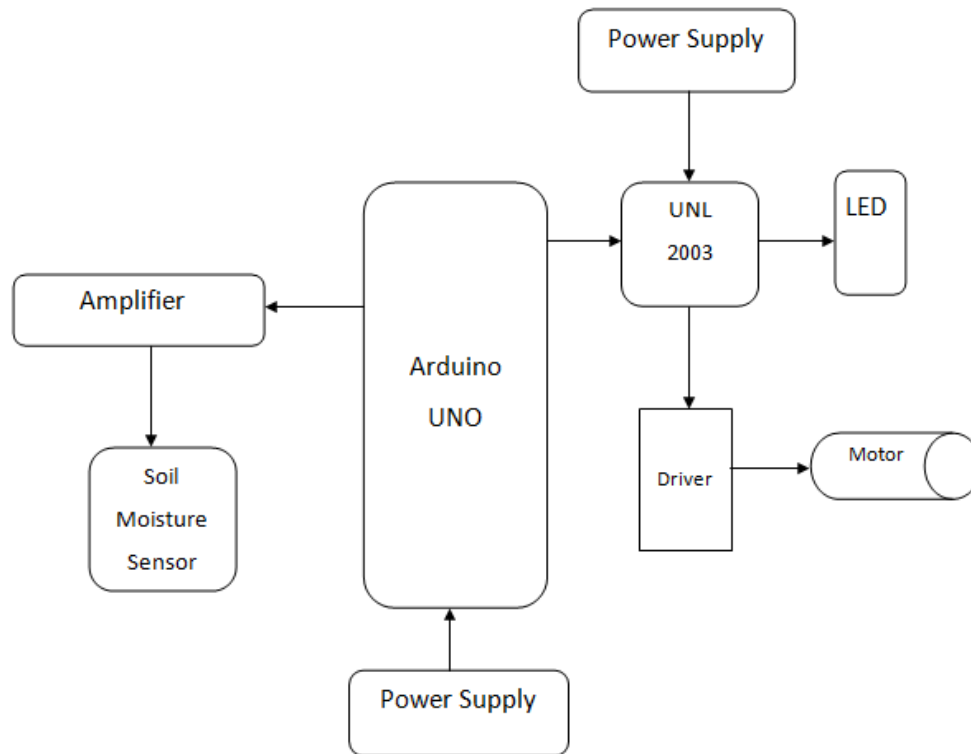 Power Supply
UNL
2003
LED
Amplifier
Arduino
UNO
Soil
Moisture
Sensor
Driver
Motor
Power Supply